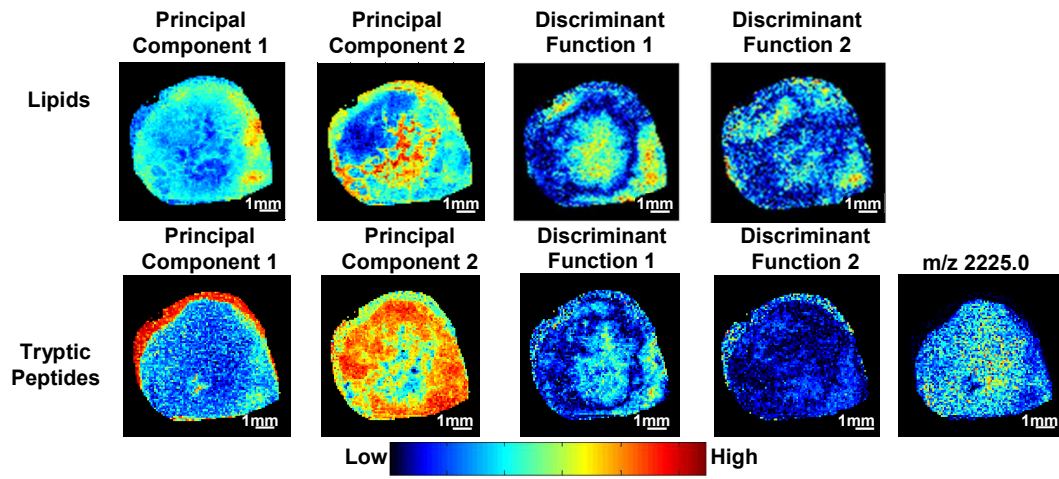 Principal
Component 1
Principal
Component 2
Discriminant
Function 1
Discriminant
Function 2
Lipids
1mm
1mm
1mm
1mm
Principal
Component 1
Principal
Component 2
Discriminant
Function 1
Discriminant
Function 2
m/z 2225.0
Tryptic
Peptides
1mm
1mm
1mm
1mm
1mm
Low
High